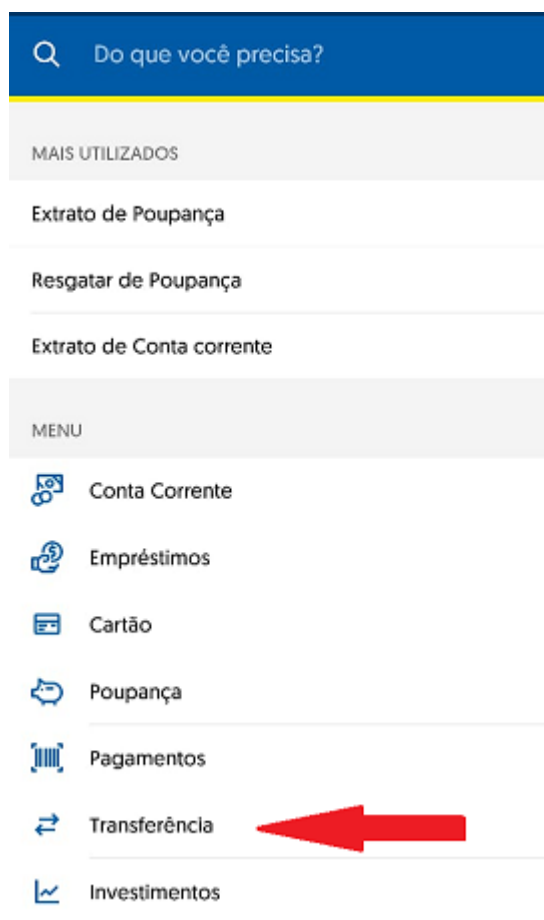 Do que você precisa?
MAIS UTILIZADOS
Extrato de Poupança
Resgatar de Poupança
Extrato de Conta corrente
MENU
Conta Corrente
Empréstimos
Cartão
Poupança
Pagamentos
Transferência
Investimentos